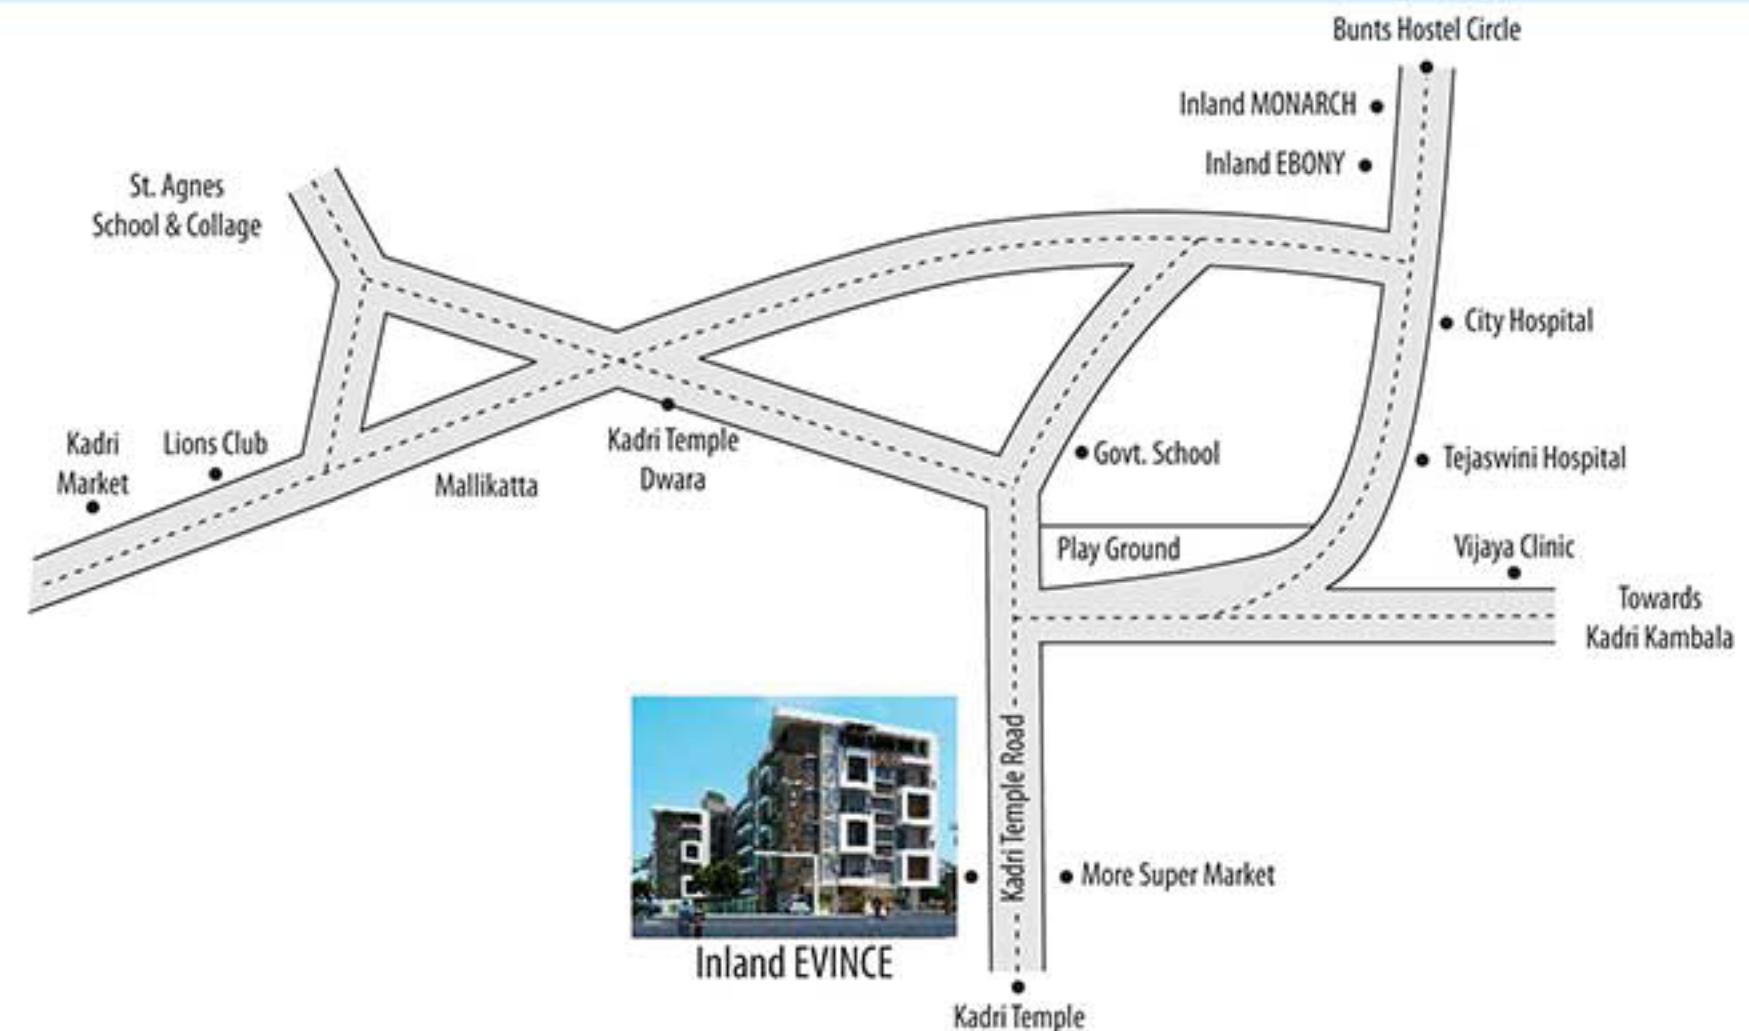 Bunts Hostel Circle
Inland MONARCH
Inland EBONY
St. Agnes
School & Collage
City Hospital
Kadri
Market
Lions Club
Mallikatta
Kadri Temple
Dwara
Govt. School
Tejaswini Hospital
Play Ground
Vijaya Clinic
Towards
Kadri Kambala
Kadri Temple Road
More Super Market
Inland EVINCE
Kadri Temple